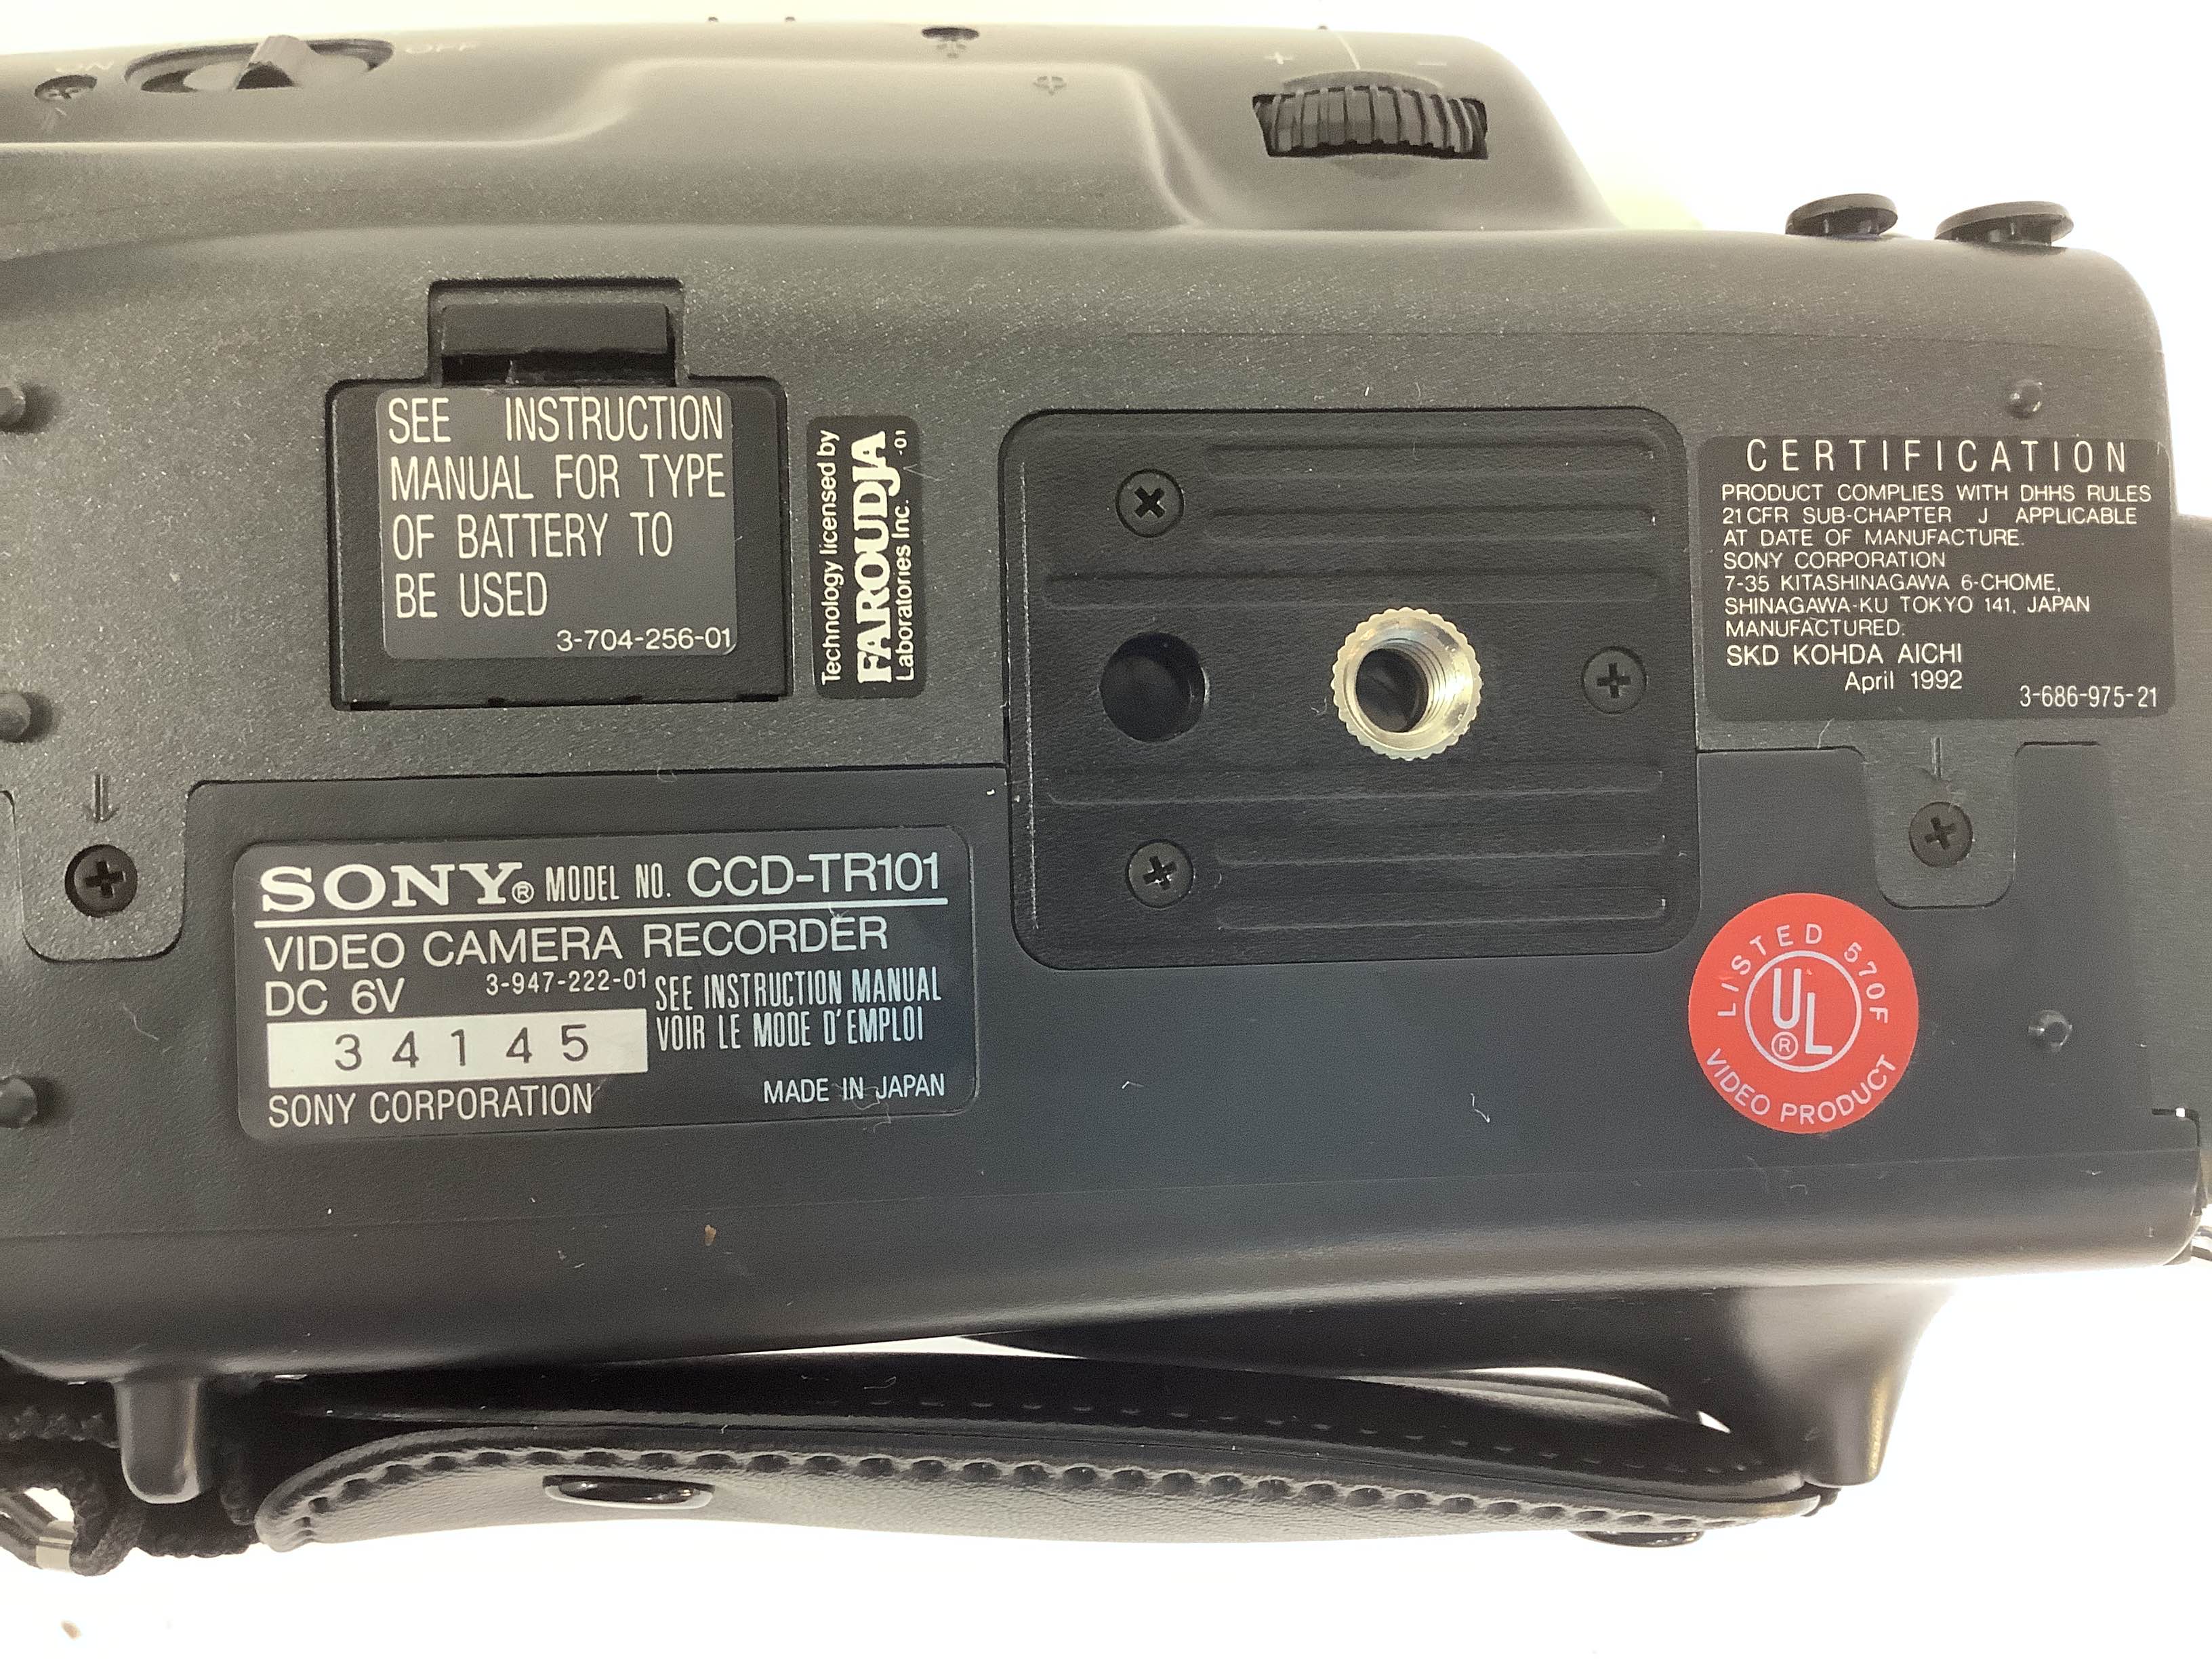 ON
OFF
+ −
SEE INSTRUCTION
MANUAL FOR TYPE
OF BATTERY TO
BE USED
3-704-256-01
Technology licensed by
FAROUDJA
Laboratories Inc. -01
CERTIFICATION
PRODUCT COMPLIES WITH DHHS RULES
21CFR SUB-CHAPTER J APPLICABLE
AT DATE OF MANUFACTURE.
SONY CORPORATION
7-35 KITASHINAGAWA 6-CHOME,
SHINAGAWA-KU TOKYO 141, JAPAN
MANUFACTURED:
SKD KOHDA AICHI
April 1992
3-686-975-21
SONY® MODEL NO. CCD-TR101
VIDEO CAMERA RECORDER
DC 6V 3-947-222-01
SEE INSTRUCTION MANUAL
VOIR LE MODE D'EMPLOI
34145
SONY CORPORATION
MADE IN JAPAN
LISTED 570F
UL®
VIDEO PRODUCT